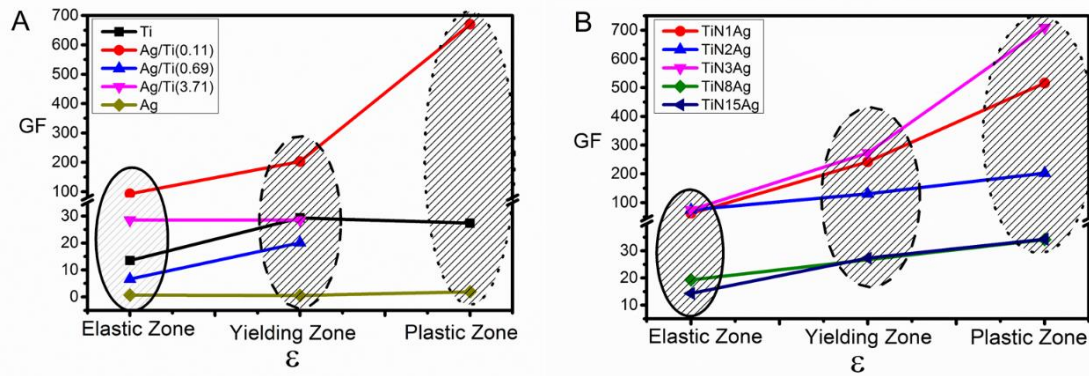 A
GF
700
600
500
400
300
200
100
30
20
10
0
Ti
Ag/Ti(0.11)
Ag/Ti(0.69)
Ag/Ti(3.71)
Ag
Elastic Zone Yielding Zone Plastic Zone
ε
B
GF
700
600
500
400
300
200
100
30
20
10
TiN1Ag
TiN2Ag
TiN3Ag
TiN8Ag
TiN15Ag
Elastic Zone Yielding Zone Plastic Zone
ε